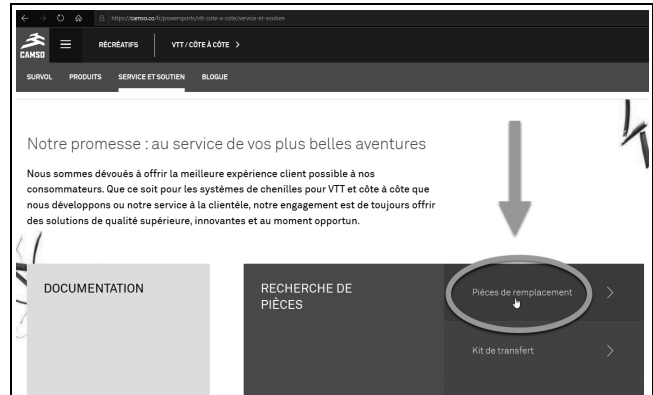 https://camso.co/fr/powersports/vtt-cote-a-cote/service-et-soutien
CAMSO
RÉCRÉATIFS VTT / CÔTE À CÔTE >
SURVOL PRODUITS SERVICE ET SOUTIEN BLOGUE
Notre promesse : au service de vos plus belles aventures
Nous sommes dévoués à offrir la meilleure expérience client possible à nos
consommateurs. Que ce soit pour les systèmes de chenilles pour VTT et côte à côte que
nous développons ou notre service à la clientèle, notre engagement est de toujours offrir
des solutions de qualité supérieure, innovantes et au moment opportun.
DOCUMENTATION
RECHERCHE DE
PIÈCES
Pièces de remplacement
Kit de transfert